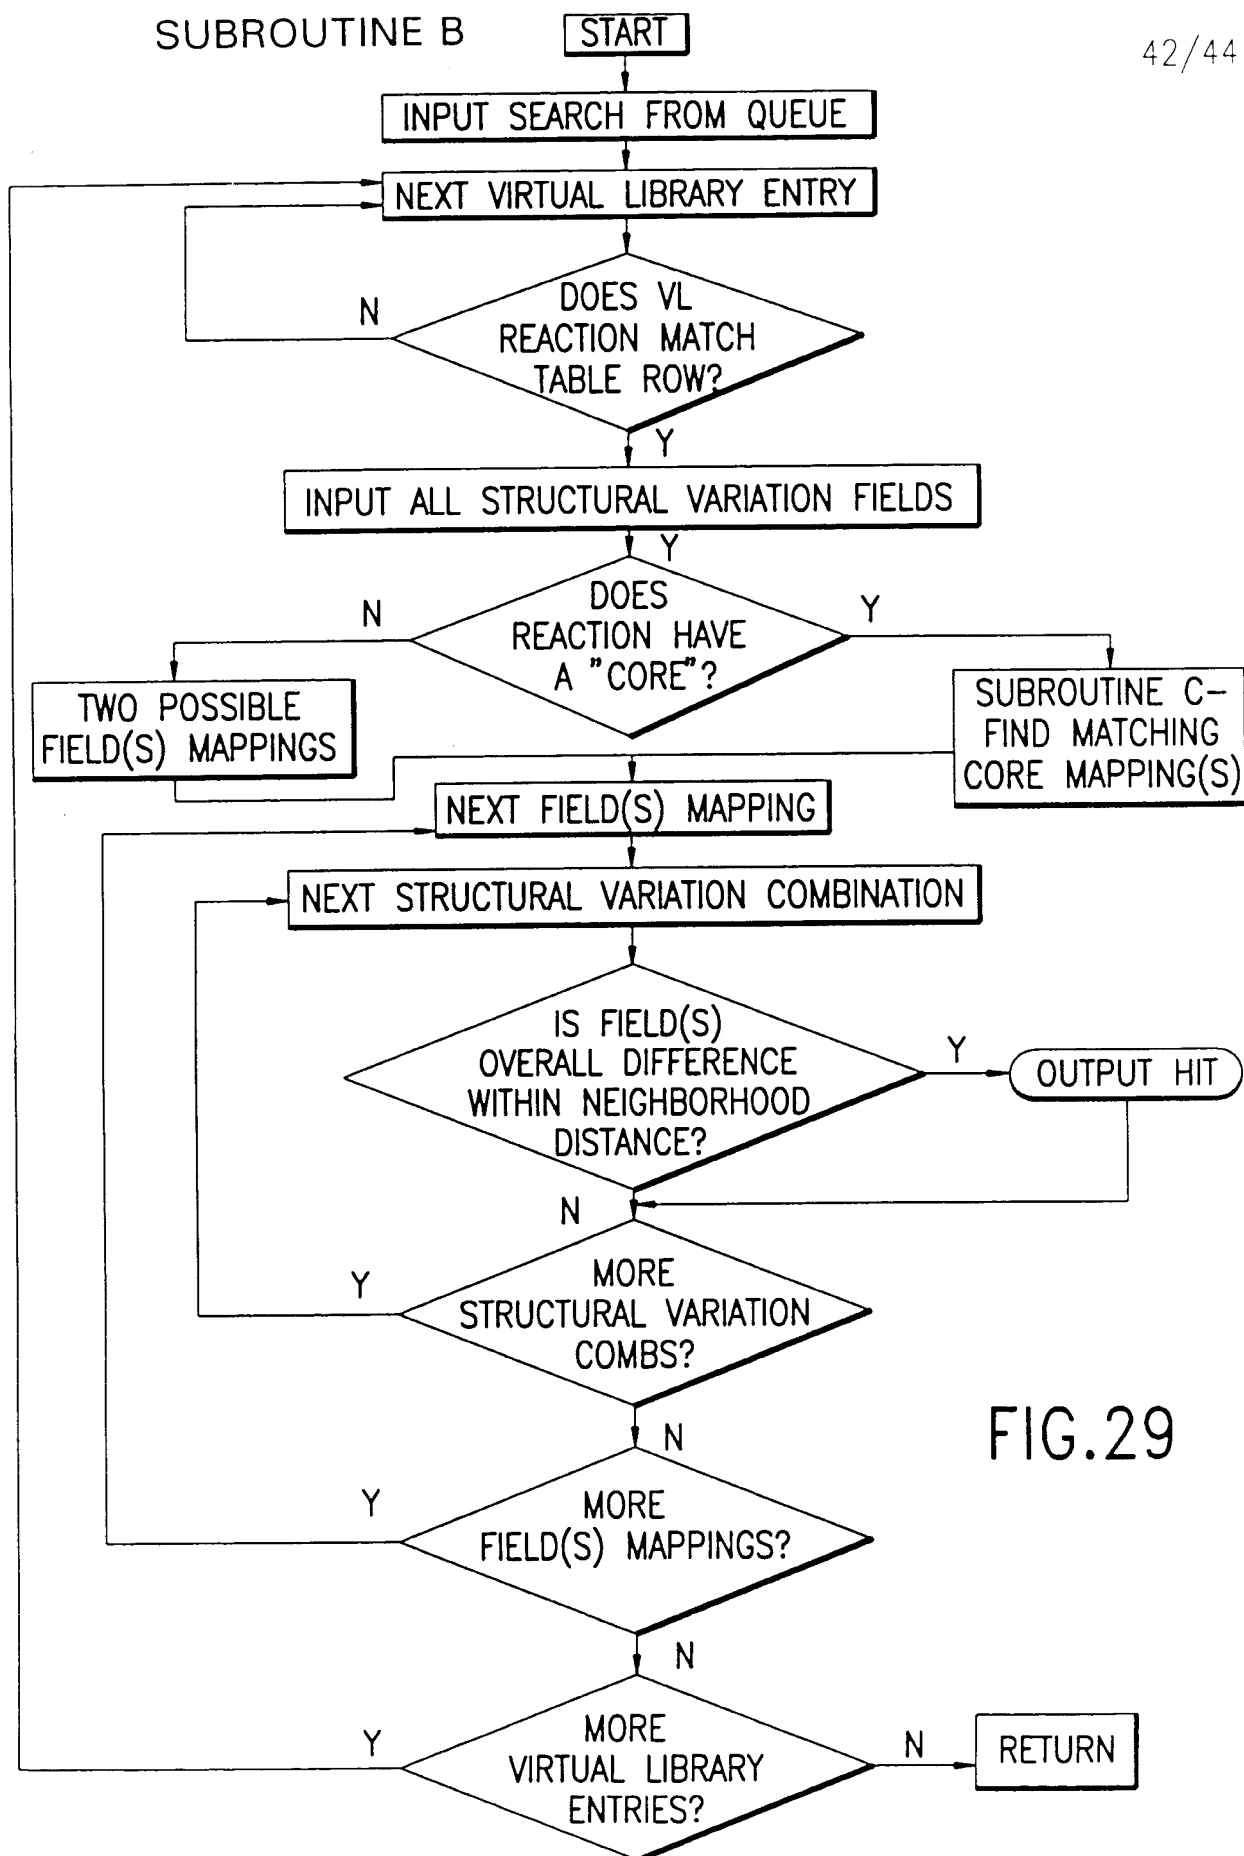 SUBROUTINE B
START
42/44
INPUT SEARCH FROM QUEUE
NEXT VIRTUAL LIBRARY ENTRY
N
DOES VL
REACTION MATCH
TABLE ROW?
Y
INPUT ALL STRUCTURAL VARIATION FIELDS
Y
N
DOES
REACTION HAVE
A "CORE"?
Y
TWO POSSIBLE
FIELD(S) MAPPINGS
SUBROUTINE C-
FIND MATCHING
CORE MAPPING(S)
NEXT FIELD(S) MAPPING
NEXT STRUCTURAL VARIATION COMBINATION
IS FIELD(S)
OVERALL DIFFERENCE
WITHIN NEIGHBORHOOD
DISTANCE?
Y
OUTPUT HIT
N
Y
MORE
STRUCTURAL VARIATION
COMBS?
N
FIG.29
Y
MORE
FIELD(S) MAPPINGS?
N
Y
MORE
VIRTUAL LIBRARY
ENTRIES?
N
RETURN